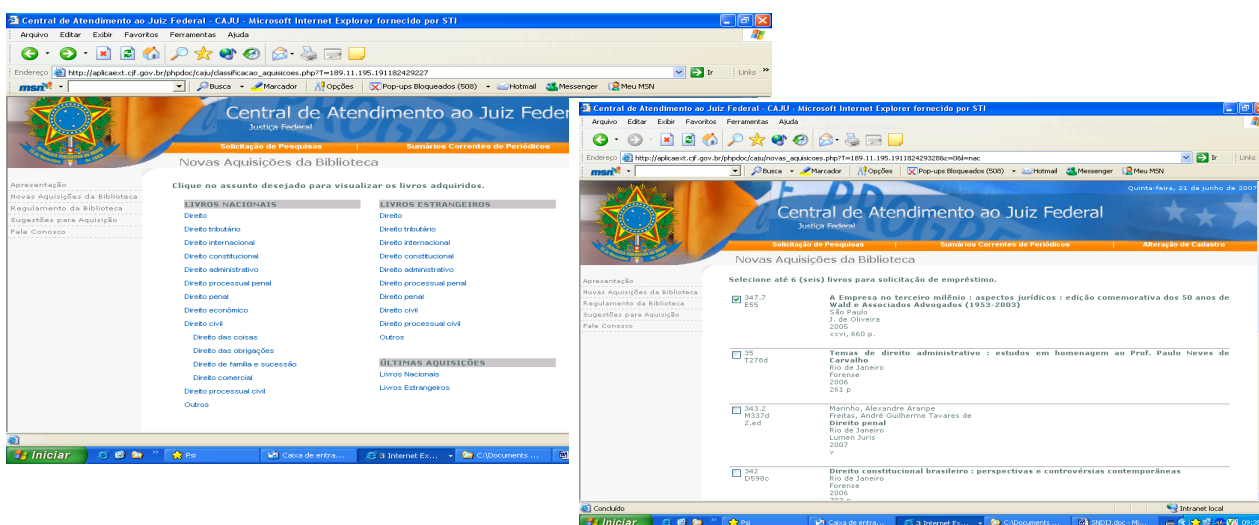 Central de Atendimento ao Juiz Federal - CAJU - Microsoft Internet Explorer fornecido por STI
Arquivo Editar Exibir Favoritos Ferramentas Ajuda
Endereço http://aplicaext.cjf.gov.br/phpdoc/caju/classificacao_aquisicoes.php?T=189.11.195.191182429227 Ir Links »
msn Busca Marcador Opções Pop-ups Bloqueados (508) Hotmail Messenger Meu MSN
Central de Atendimento ao Juiz Feder
Justiça Federal
Solicitação de Pesquisas | Sumários Correntes de Periódicos
Novas Aquisições da Biblioteca
Apresentação
Novas Aquisições da Biblioteca
Regulamento da Biblioteca
Sugestões para Aquisição
Fale Conosco
Clique no assunto desejado para visualizar os livros adquiridos.
LIVROS NACIONAIS
Direito
Direito tributário
Direito internacional
Direito constitucional
Direito administrativo
Direito processual penal
Direito penal
Direito econômico
Direito civil
Direito das coisas
Direito das obrigações
Direito de família e sucessão
Direito comercial
Direito processual civil
Outros
LIVROS ESTRANGEIROS
Direito
Direito tributário
Direito internacional
Direito constitucional
Direito administrativo
Direito processual penal
Direito penal
Direito civil
Direito processual civil
Outros
ÚLTIMAS AQUISIÇÕES
Livros Nacionais
Livros Estrangeiros
Iniciar » Psi Caixa de entra... 3 Internet Ex... C:\Documents ...
Central de Atendimento ao Juiz Federal - CAJU - Microsoft Internet Explorer fornecido por STI
Arquivo Editar Exibir Favoritos Ferramentas Ajuda
Endereço http://aplicaext.cjf.gov.br/phpdoc/caju/novas_aquisicoes.php?T=189.11.195.191182429328&c=0&l=nac Ir Links
msn Busca Marcador Opções Pop-ups Bloqueados (508) Hotmail Messenger Meu MSN
Quinta-feira, 21 de junho de 2007
Central de Atendimento ao Juiz Federal
Justiça Federal
Solicitação de Pesquisas | Sumários Correntes de Periódicos | Alteração de Cadastro
Novas Aquisições da Biblioteca
Apresentação
Novas Aquisições da Biblioteca
Regulamento da Biblioteca
Sugestões para Aquisição
Fale Conosco
Selecione até 6 (seis) livros para solicitação de empréstimo.
347.7
E55
A Empresa no terceiro milênio : aspectos jurídicos : edição comemorativa dos 50 anos de
Wald e Associados Advogados (1953-2003)
São Paulo
J. de Oliveira
2005
xxvi, 660 p.
35
T278d
Temas de direito administrativo : estudos em homenagem ao Prof. Paulo Neves de
Carvalho
Rio de Janeiro
Forense
2006
261 p
343.2
M337d
2.ed
Marinho, Alexandre Araripe
Freitas, André Guilherme Tavares de
Direito penal
Rio de Janeiro
Lumen Juris
2007
v
342
D598c
Direito constitucional brasileiro : perspectivas e controvérsias contemporâneas
Rio de Janeiro
Forense
2006
Concluído Intranet local
Iniciar » Psi Caixa de entra... 3 Internet Ex... C:\Documents ... SNDIJ.doc - Mi...